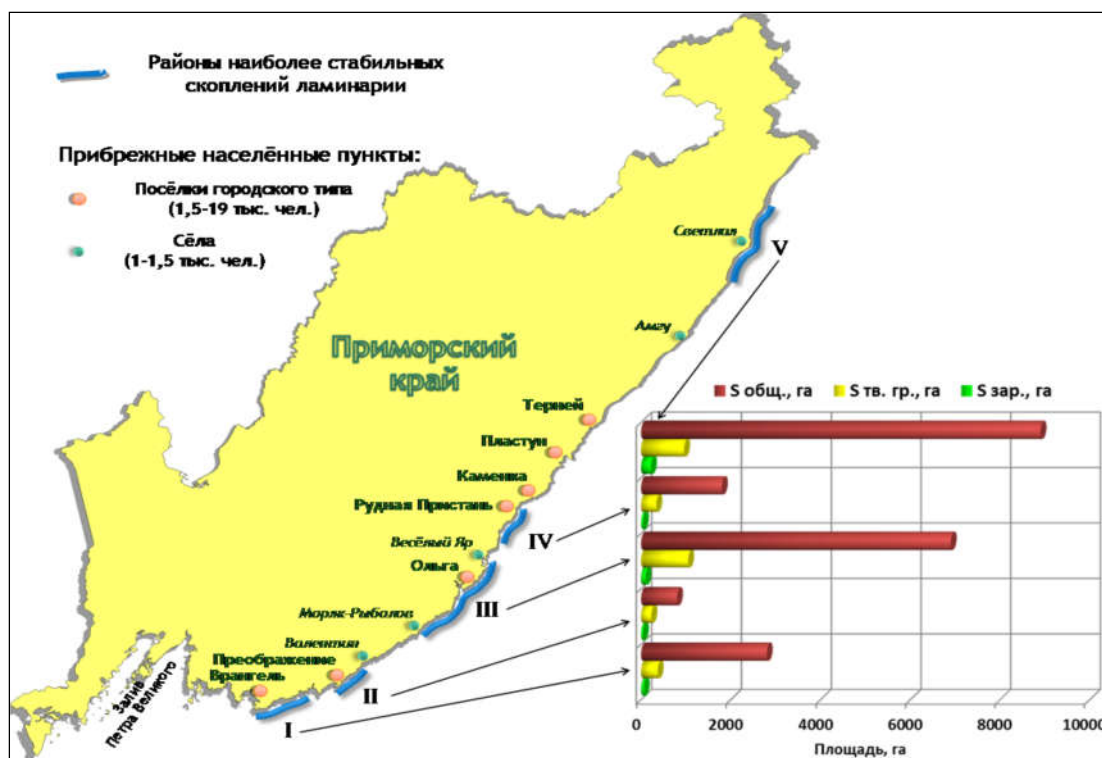 Районы наиболее стабильных
скоплений ламинарии
Прибрежные населённые пункты:
Посёлки городского типа
(1,5-19 тыс. чел.)
Сёла
(1-1,5 тыс. чел.)
Приморский
край
Светлая
Амгу
Терней
Пластун
Каменка
Рудная Пристань
Весёлый Яр
Ольга
Моряк-Рыболов
Валентин
Преображение
Врангель
Залив
Петра Великого
I
II
III
IV
V
S общ., га
S тв. гр., га
S зар., га
0
2000
4000
6000
8000
10000
Площадь, га